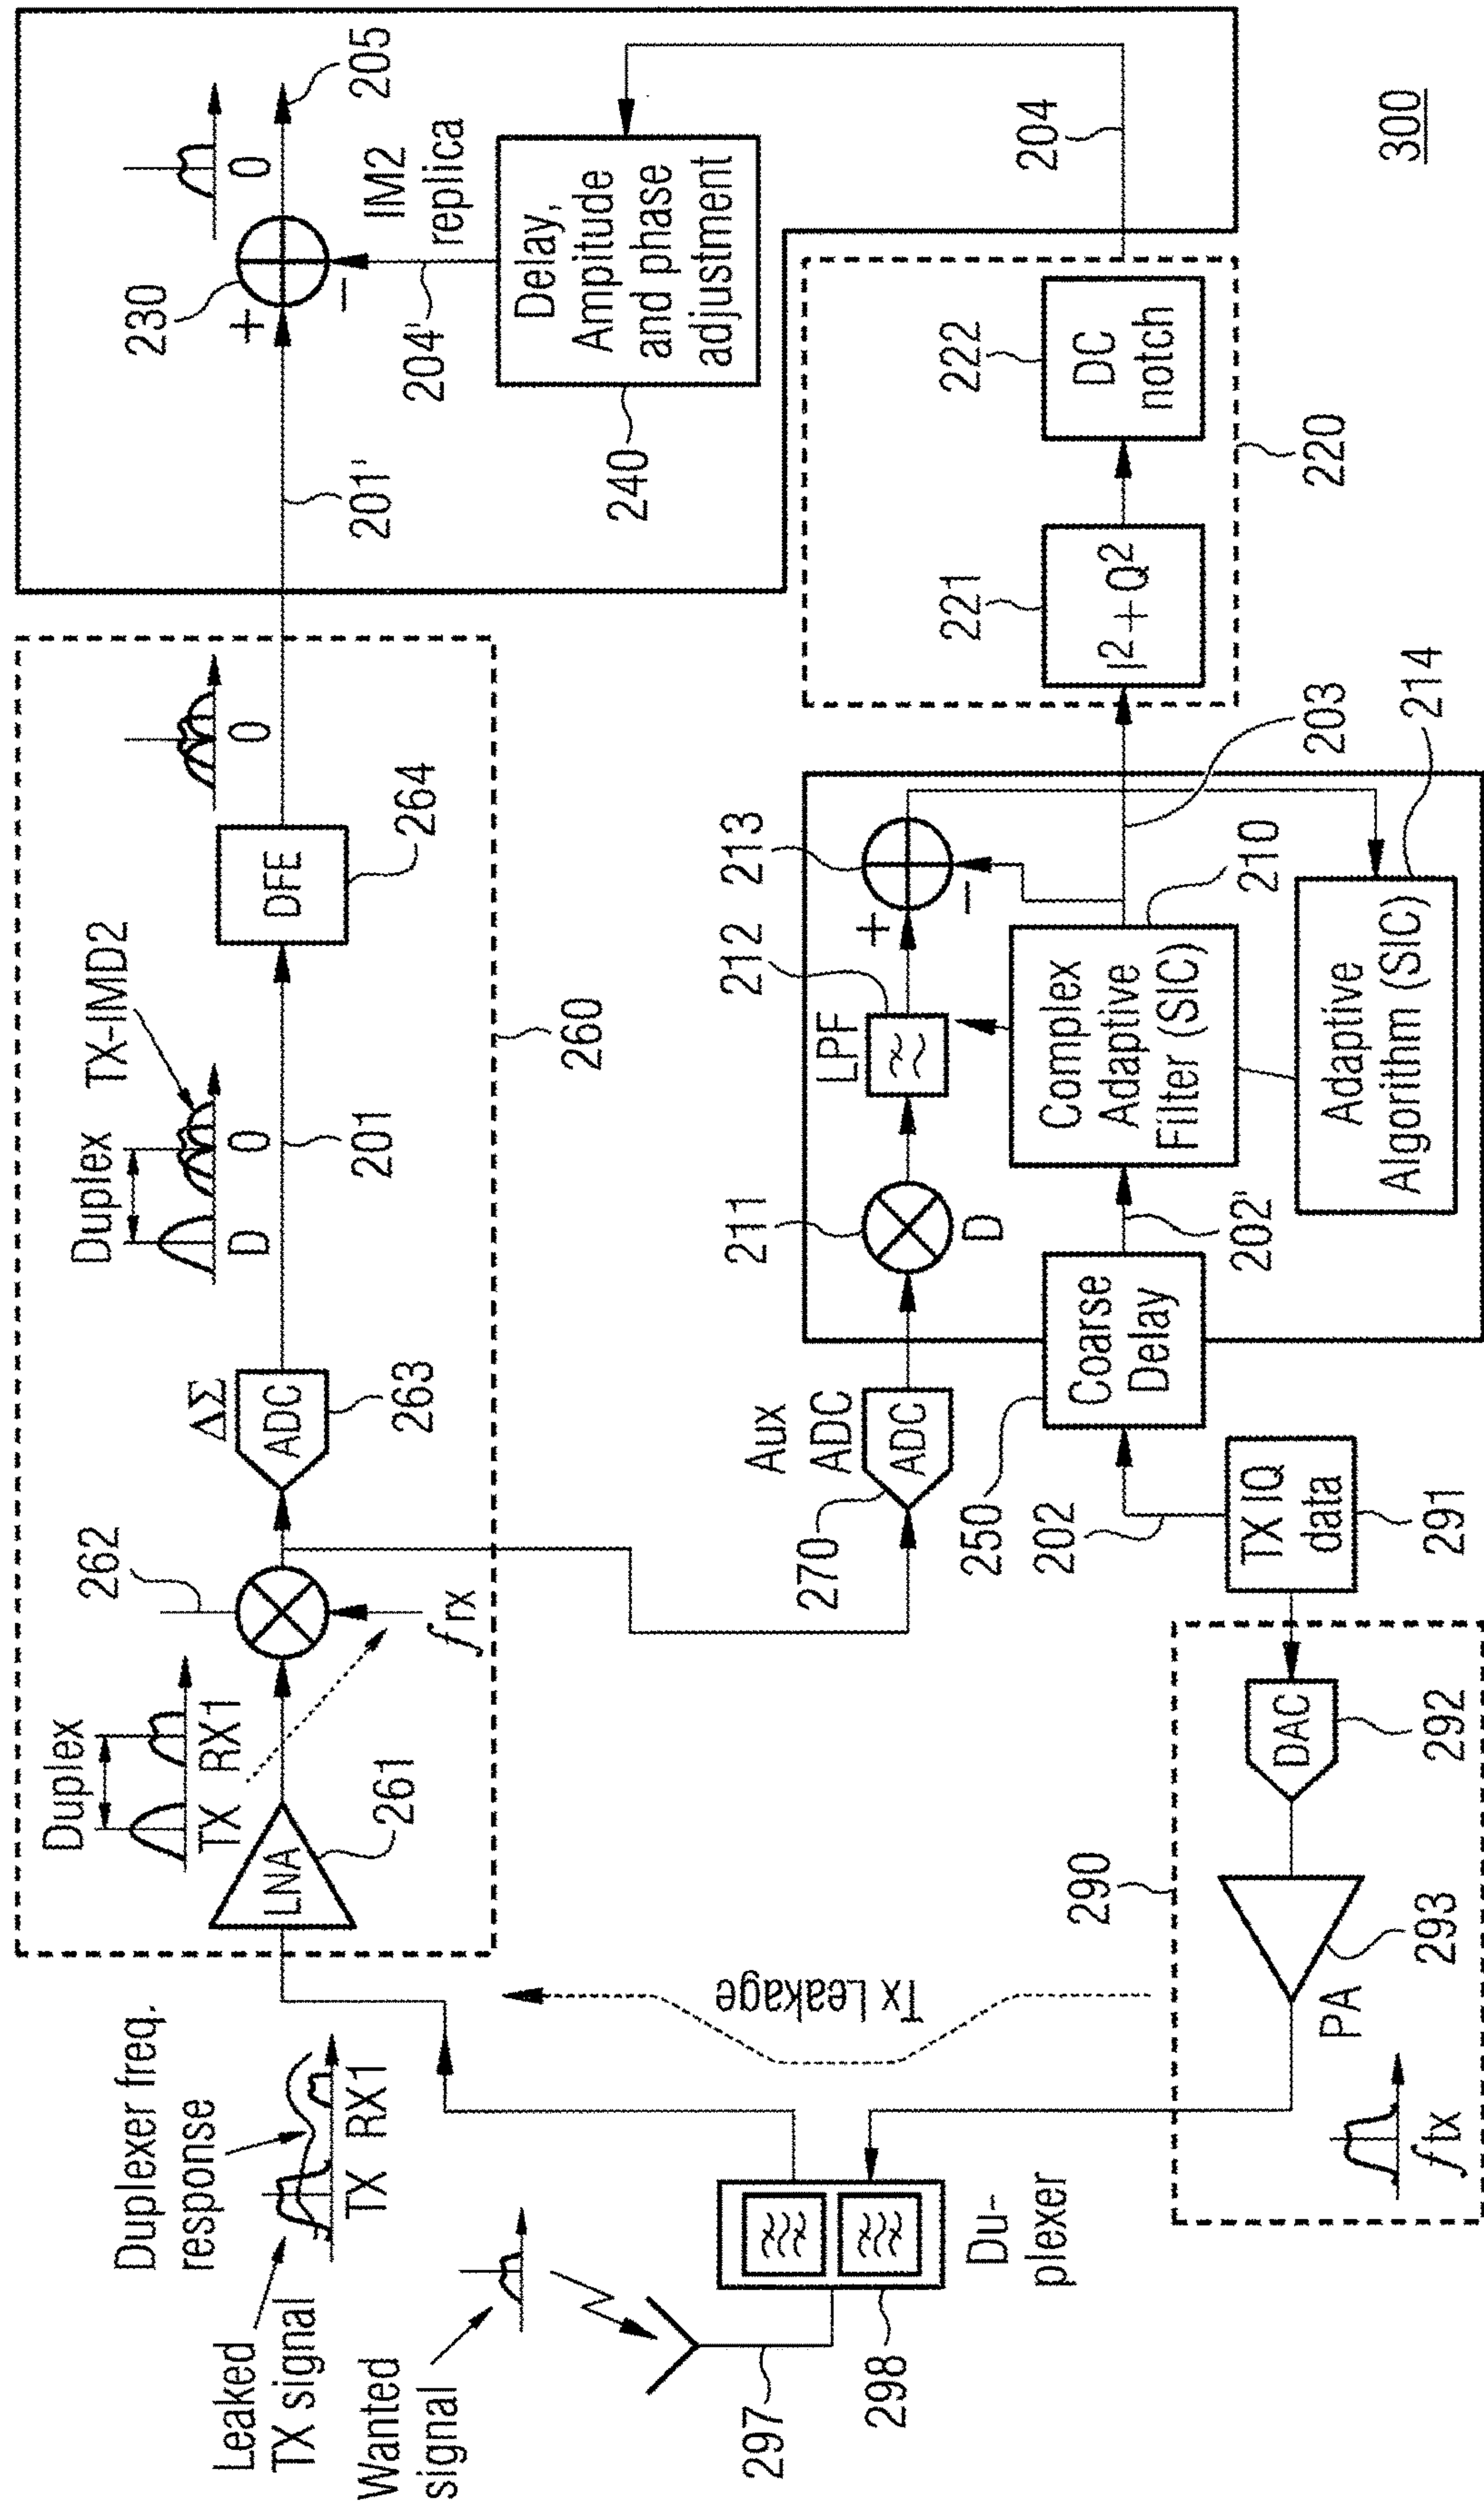 Leaked
TX signal
Duplexer freq.
response
TX RX1
Wanted
signal
297
298
Du-
plexer
Tx Leakage
Duplex
TX RX1
LNA
261
262
frx
ΔΣ
ADC
263
Duplex
D 0
TX-IMD2
201
DFE
264
0
260
201'
230
+
−
0
205
IM2
replica
204'
Delay,
Amplitude
and phase
adjustment
240
204
Aux
ADC
ADC
270
211
D
LPF
212
213
+
−
250
Coarse
Delay
202
202'
Complex
Adaptive
Filter (SIC)
210
203
Adaptive
Algorithm (SIC)
214
221
I²+Q²
222
DC
notch
220
TX IQ
data
291
DAC
292
290
293
PA
ftx
300